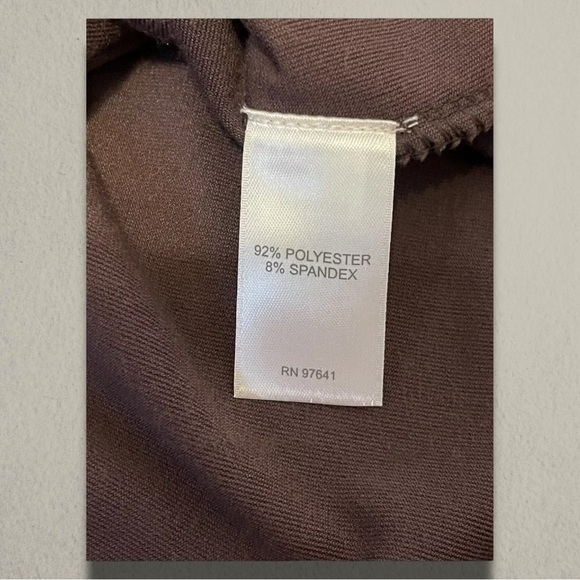 92% POLYESTER
8% SPANDEX
RN 97641